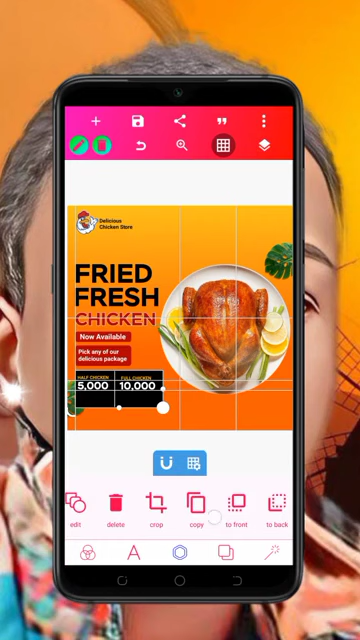 Delicious
Chicken Store
FRIED
FRESH
CHICKEN
Now Available
Pick any of our
delicious package
HALF CHICKEN FULL CHICKEN
5,000 10,000
edit delete crop copy to front to back